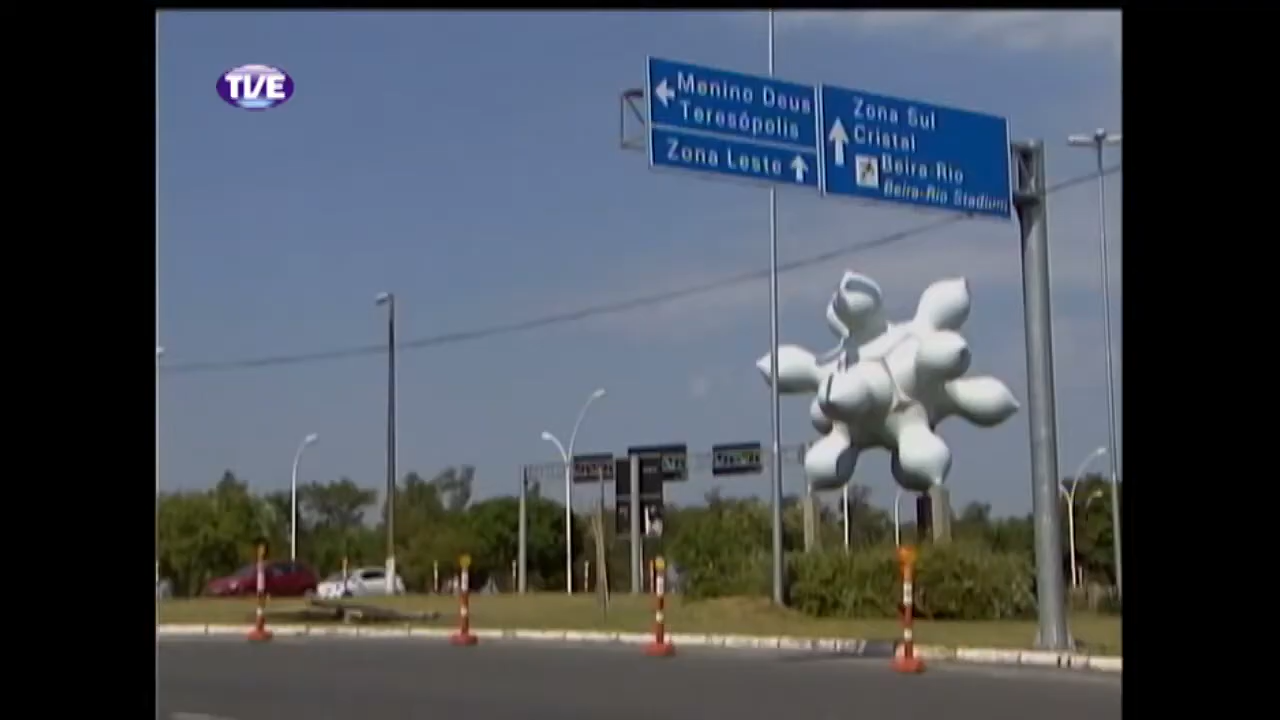 TVE
Menino Deus
Teresópolis
Zona Leste
Zona Sul
Cristal
Beira Rio
Beira-Rio Stadium